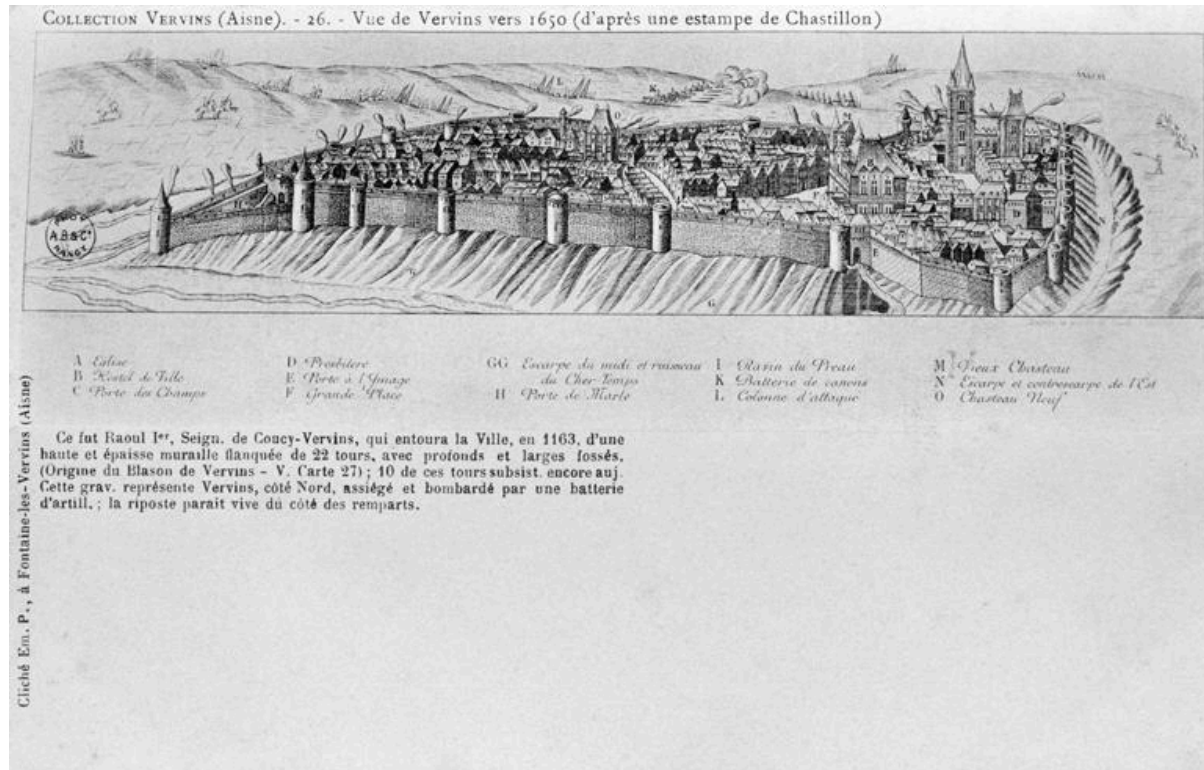 COLLECTION VERVINS (Aisne). - 26. - Vue de Vervins vers 1650 (d'après une estampe de Chastillon)
L
K
O
A.B.&C.
G
G
A Eglise
B Hostel de Ville
C Porte des Champs
D Presbitere
E Porte à l'Ymage
F Grande Place
GG Escarpe du midi et ruisseau
du Cher Temps
H Porte de Marle
I Ravin du Preau
K Batterie de canons
L Colonne d'attaque
M Vieux Chasteau
N Escarpe et contrescarpe de l'Est
O Chasteau Neuf
Ce fut Raoul Ier, Seign. de Coucy-Vervins, qui entoura la Ville, en 1163, d'une
haute et épaisse muraille flanquée de 22 tours, avec profonds et larges fossés.
(Origine du Blason de Vervins - V. Carte 27) ; 10 de ces tours subsist. encore auj.
Cette grav. représente Vervins, côté Nord, assiégé et bombardé par une batterie
d'artill. ; la riposte parait vive du côté des remparts.
Cliché Em. P., à Fontaine-les-Vervins (Aisne)